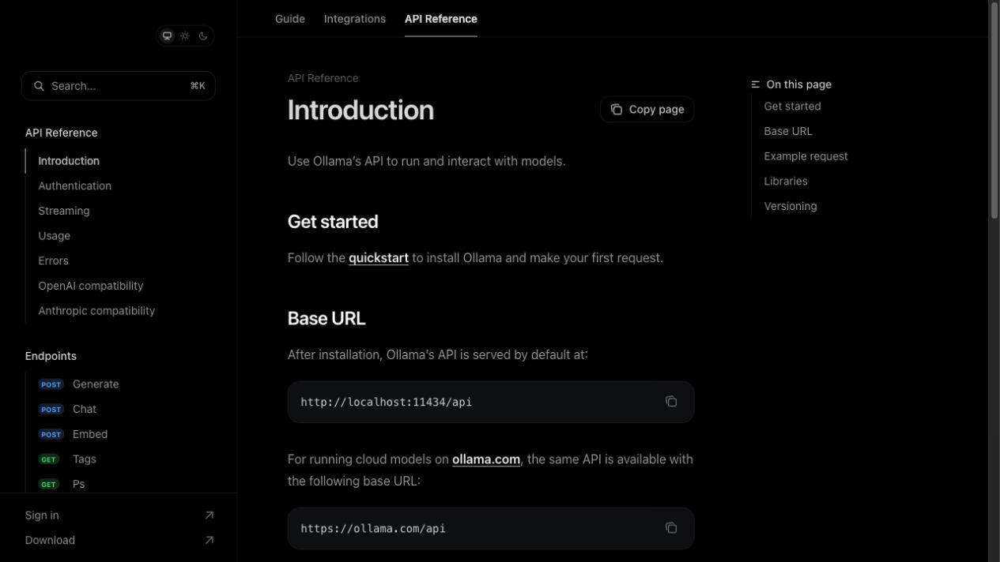 Guide Integrations API Reference
Search... ⌘K
API Reference
Introduction
Authentication
Streaming
Usage
Errors
OpenAI compatibility
Anthropic compatibility
Endpoints
POST Generate
POST Chat
POST Embed
GET Tags
GET Ps
Sign in
Download
API Reference
Introduction
Copy page
Use Ollama's API to run and interact with models.
Get started
Follow the quickstart to install Ollama and make your first request.
Base URL
After installation, Ollama's API is served by default at:
http://localhost:11434/api
For running cloud models on ollama.com, the same API is available with
the following base URL:
https://ollama.com/api
On this page
Get started
Base URL
Example request
Libraries
Versioning